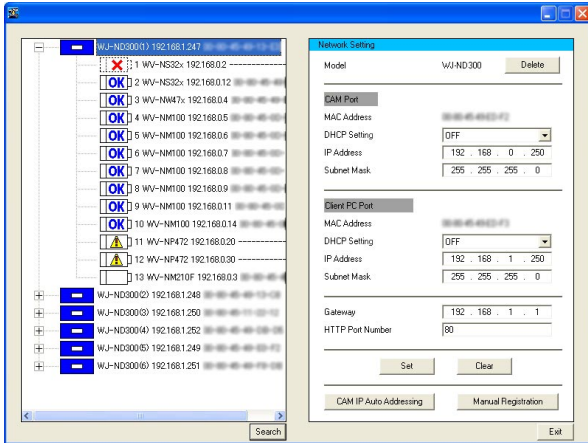 WJ-ND300(1) 192.168.1.247
1 WV-NS32x 192.168.0.2 ------------
OK 2 WV-NS32x 192.168.0.12
OK 3 WV-NW47x 192.168.0.4
OK 4 WV-NM100 192.168.0.5
OK 5 WV-NM100 192.168.0.6
OK 6 WV-NM100 192.168.0.7
OK 7 WV-NM100 192.168.0.8
OK 8 WV-NM100 192.168.0.9
OK 9 WV-NM100 192.168.0.11
OK 10 WV-NM100 192.168.0.14
11 WV-NP472 192.168.0.20 ----------
12 WV-NP472 192.168.0.30 ----------
13 WV-NM210F 192.168.0.3
WJ-ND300(2) 192.168.1.248
WJ-ND300(3) 192.168.1.250
WJ-ND300(4) 192.168.1.252
WJ-ND300(5) 192.168.1.249
WJ-ND300(6) 192.168.1.251
Search
Network Setting
Model WJ-ND300 Delete
CAM Port
MAC Address
DHCP Setting OFF
IP Address 192 . 168 . 0 . 250
Subnet Mask 255 . 255 . 255 . 0
Client PC Port
MAC Address
DHCP Setting OFF
IP Address 192 . 168 . 1 . 250
Subnet Mask 255 . 255 . 255 . 0
Gateway 192 . 168 . 1 . 1
HTTP Port Number 80
Set Clear
CAM IP Auto Addressing Manual Registration
Exit